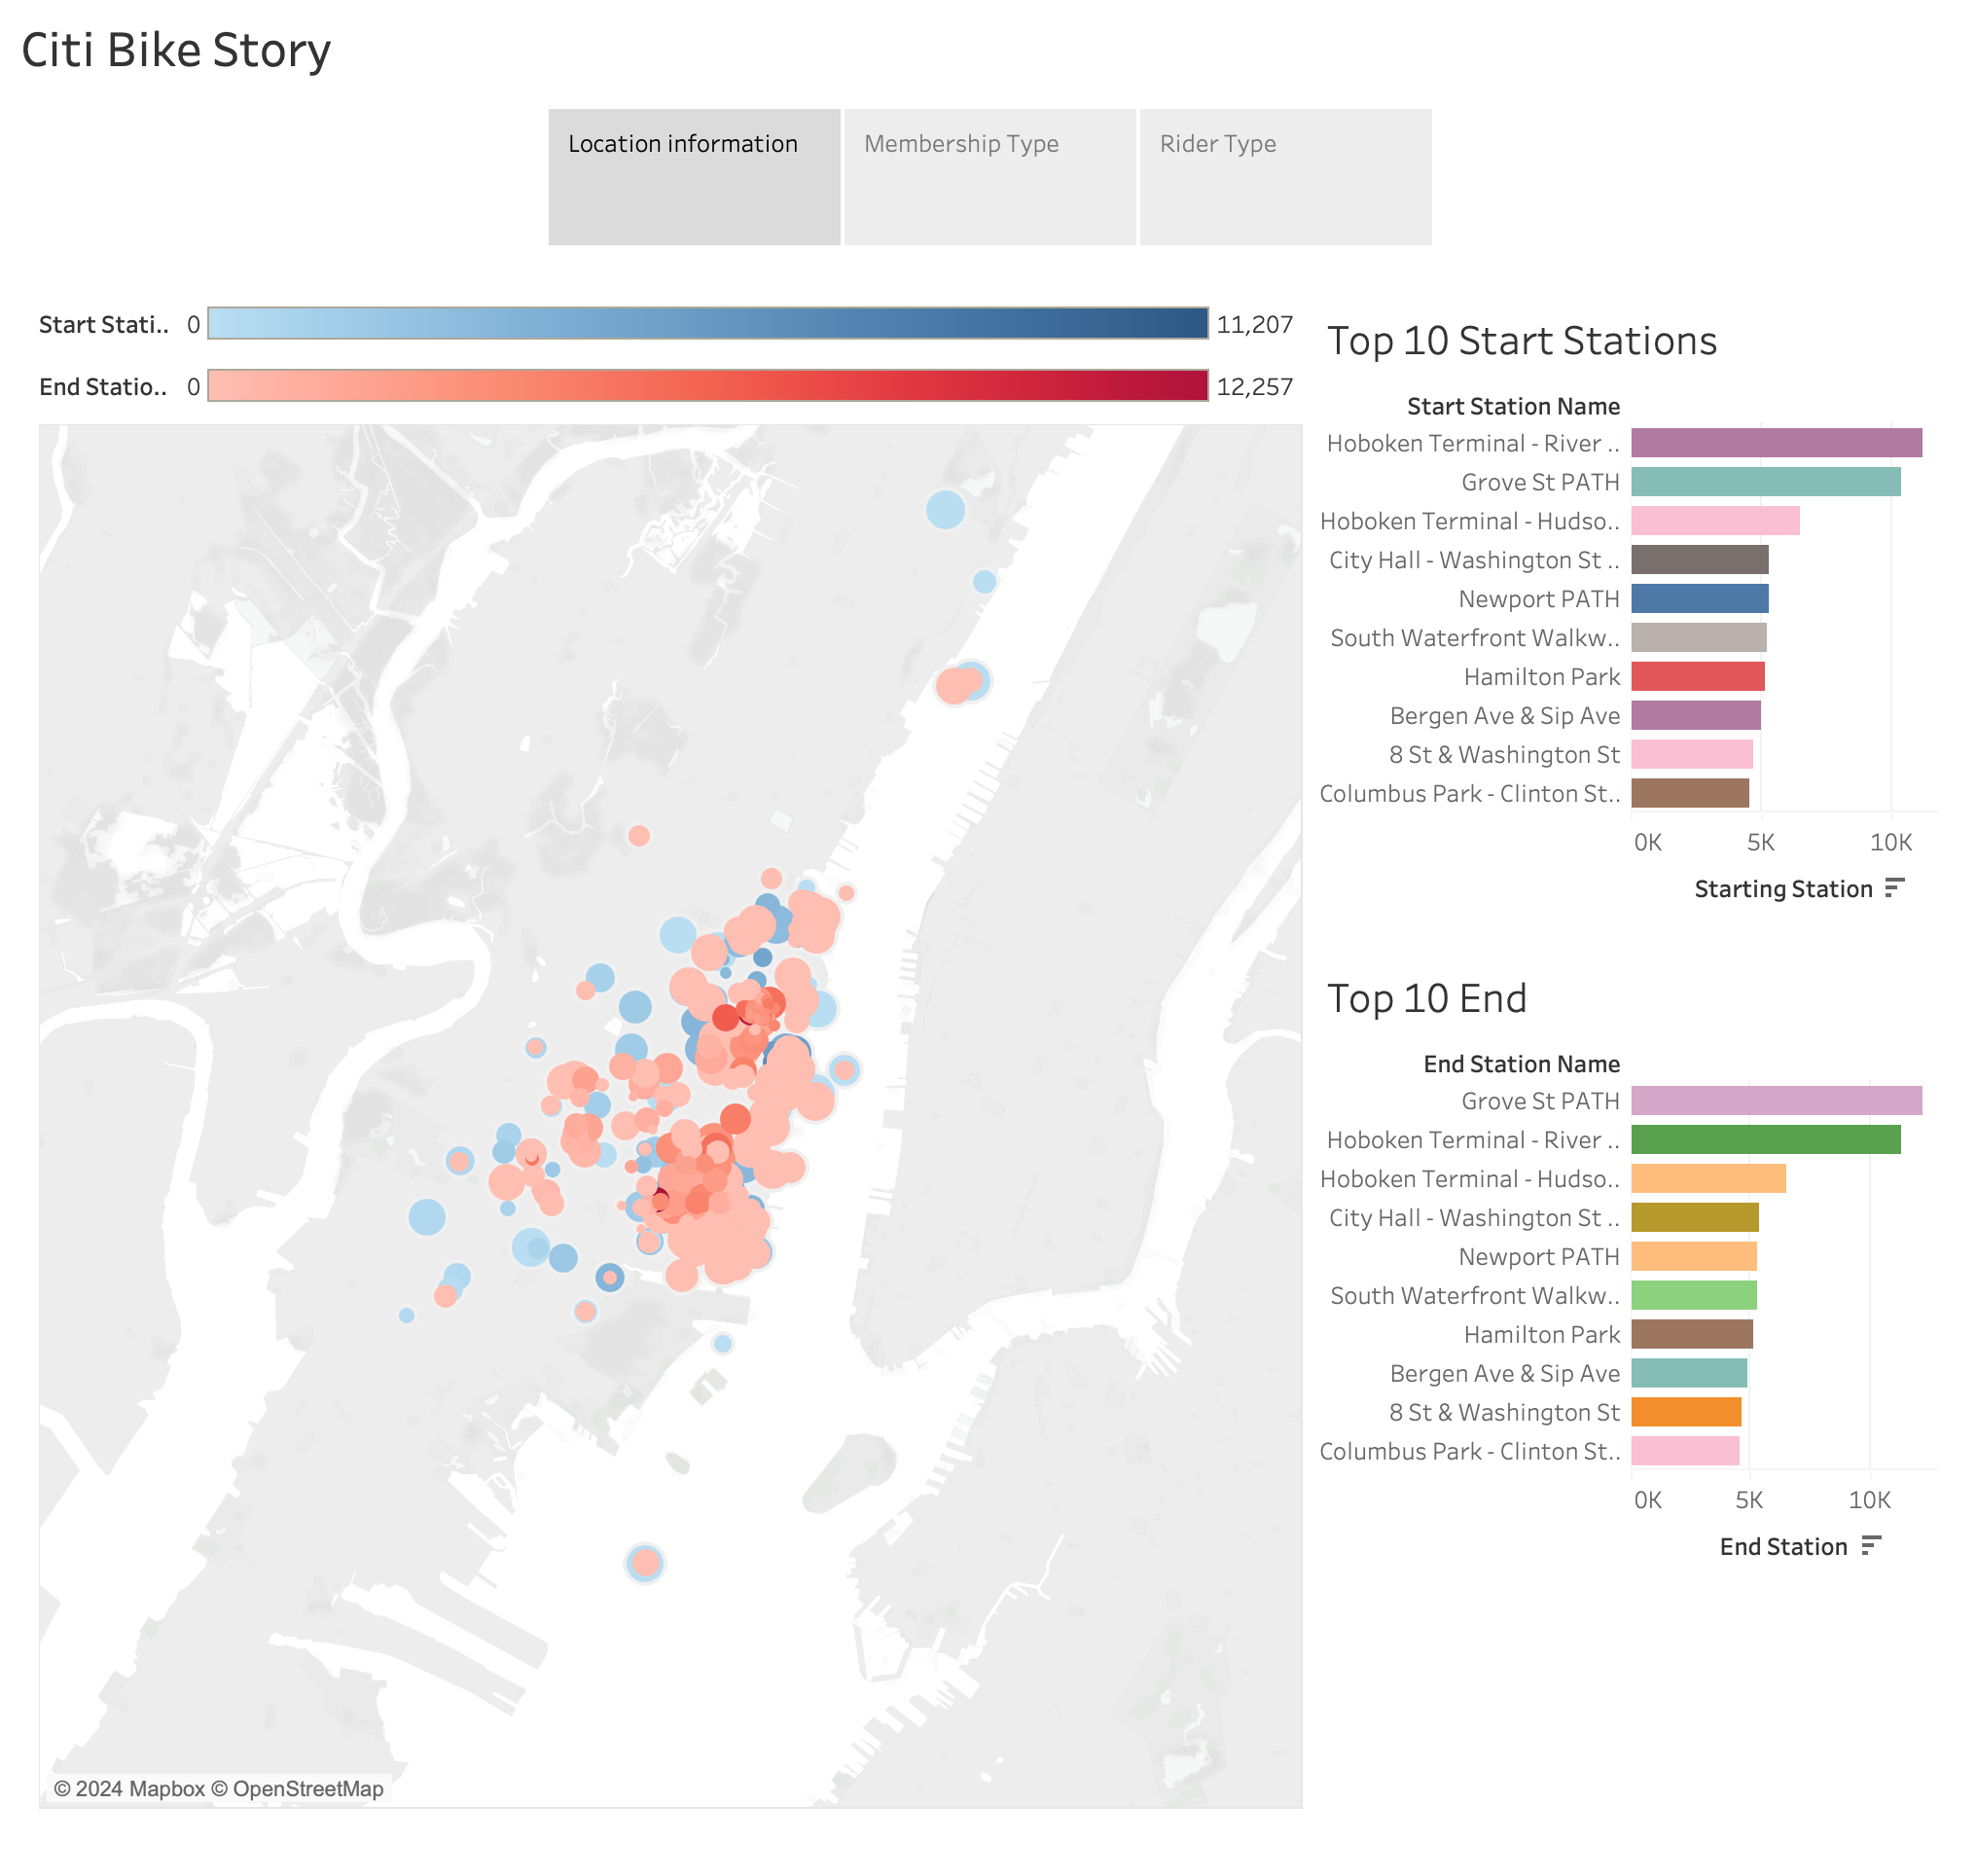 Citi Bike Story
Location information
Membership Type
Rider Type
Start Stati.. 0 11,207
End Statio.. 0 12,257
© 2024 Mapbox © OpenStreetMap
Top 10 Start Stations
Start Station Name
Hoboken Terminal - River ..
Grove St PATH
Hoboken Terminal - Hudso..
City Hall - Washington St ..
Newport PATH
South Waterfront Walkw..
Hamilton Park
Bergen Ave & Sip Ave
8 St & Washington St
Columbus Park - Clinton St..
0K 5K 10K
Starting Station
Top 10 End
End Station Name
Grove St PATH
Hoboken Terminal - River ..
Hoboken Terminal - Hudso..
City Hall - Washington St ..
Newport PATH
South Waterfront Walkw..
Hamilton Park
Bergen Ave & Sip Ave
8 St & Washington St
Columbus Park - Clinton St..
0K 5K 10K
End Station